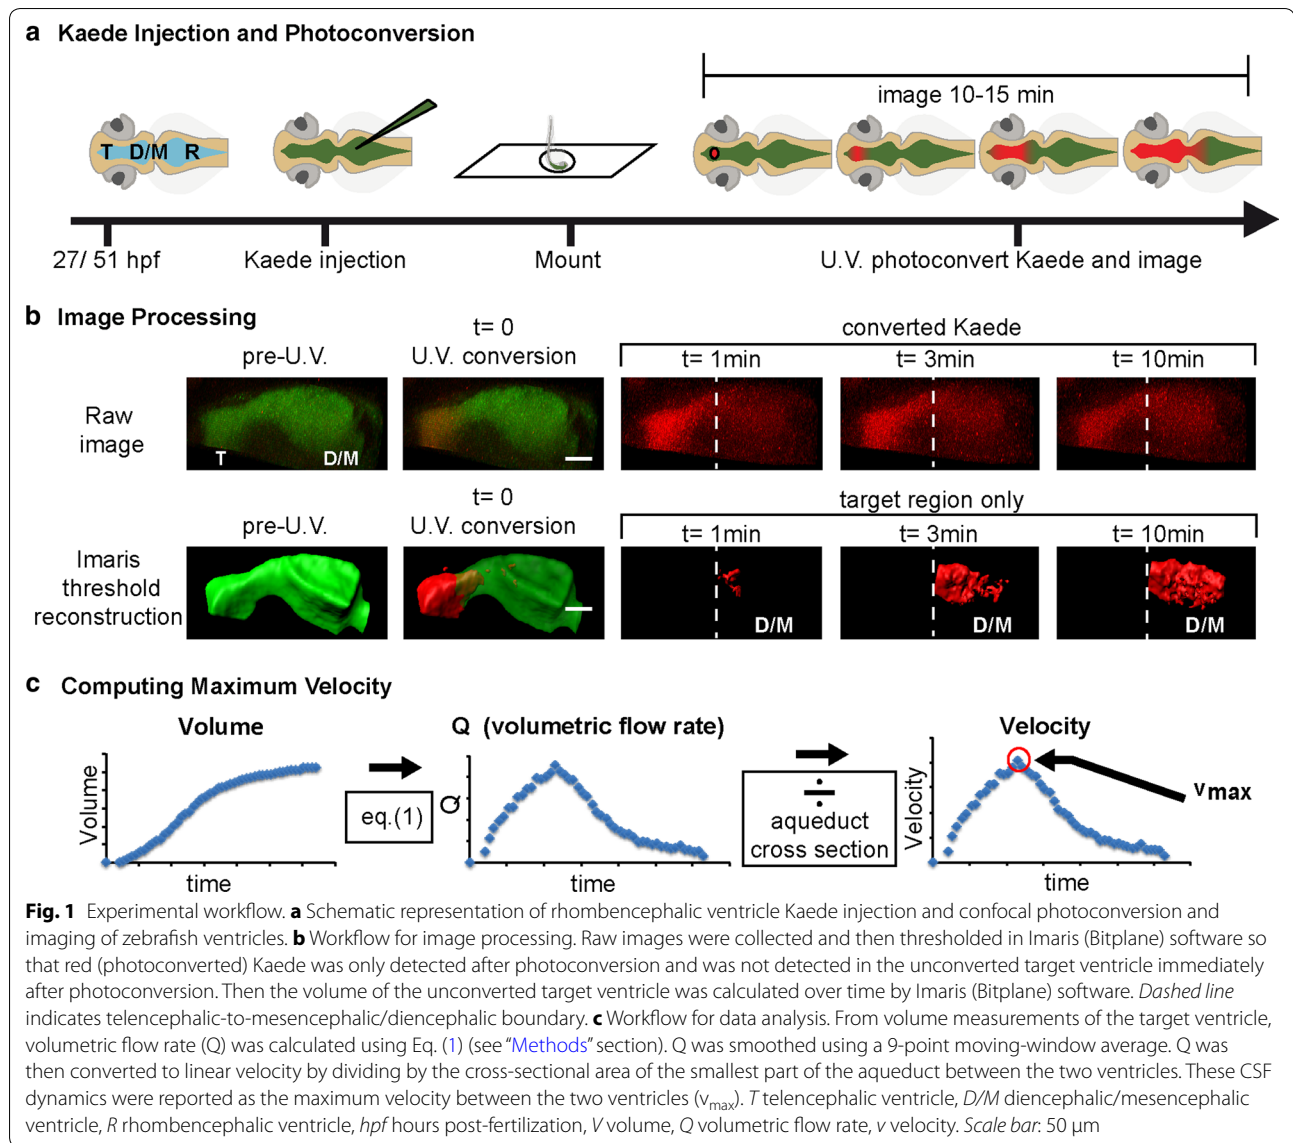 a Kaede Injection and Photoconversion
image 10-15 min
T D/M R
27/ 51 hpf
Kaede injection
Mount
U.V. photoconvert Kaede and image
b Image Processing
pre-U.V.
t= 0
U.V. conversion
converted Kaede
t= 1min
t= 3min
t= 10min
Raw
image
T
D/M
pre-U.V.
t= 0
U.V. conversion
target region only
t= 1min
t= 3min
t= 10min
Imaris
threshold
reconstruction
D/M
D/M
D/M
c Computing Maximum Velocity
Volume
Volume
time
eq.(1)
Q (volumetric flow rate)
Q
time
÷
aqueduct
cross section
Velocity
Velocity
time
vmax
Fig. 1 Experimental workflow. a Schematic representation of rhombencephalic ventricle Kaede injection and confocal photoconversion and
imaging of zebrafish ventricles. b Workflow for image processing. Raw images were collected and then thresholded in Imaris (Bitplane) software so
that red (photoconverted) Kaede was only detected after photoconversion and was not detected in the unconverted target ventricle immediately
after photoconversion. Then the volume of the unconverted target ventricle was calculated over time by Imaris (Bitplane) software. Dashed line
indicates telencephalic-to-mesencephalic/diencephalic boundary. c Workflow for data analysis. From volume measurements of the target ventricle,
volumetric flow rate (Q) was calculated using Eq. (1) (see “Methods” section). Q was smoothed using a 9-point moving-window average. Q was
then converted to linear velocity by dividing by the cross-sectional area of the smallest part of the aqueduct between the two ventricles. These CSF
dynamics were reported as the maximum velocity between the two ventricles (vmax). T telencephalic ventricle, D/M diencephalic/mesencephalic
ventricle, R rhombencephalic ventricle, hpf hours post-fertilization, V volume, Q volumetric flow rate, v velocity. Scale bar: 50 μm